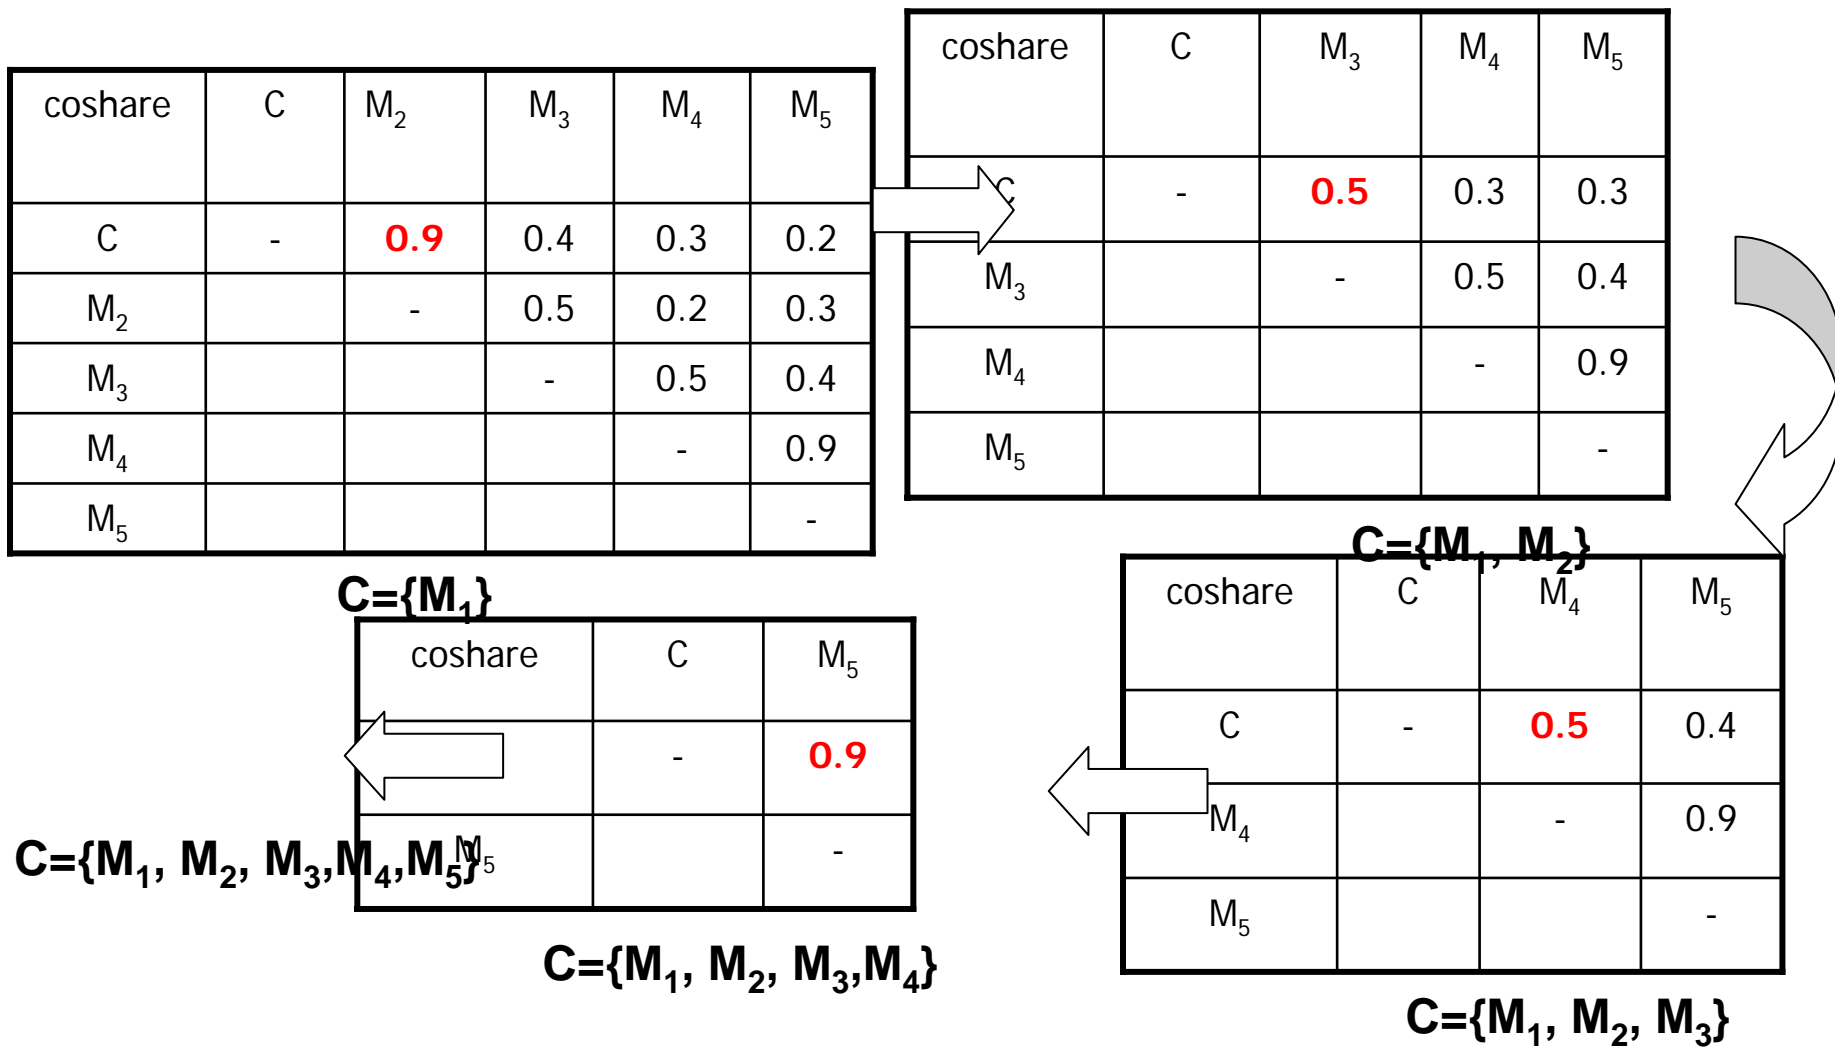 coshare C M₂ M₃ M₄ M₅
C - 0.9 0.4 0.3 0.2
M₂ - 0.5 0.2 0.3
M₃ - 0.5 0.4
M₄ - 0.9
M₅ -
C={M₁}
coshare C M₃ M₄ M₅
C - 0.5 0.3 0.3
M₃ - 0.5 0.4
M₄ - 0.9
M₅ -
C={M₁, M₂}
coshare C M₄ M₅
C - 0.5 0.4
M₄ - 0.9
M₅ -
C={M₁, M₂, M₃}
coshare C M₅
- 0.9
M₅ -
C={M₁, M₂, M₃,M₄}
C={M₁, M₂, M₃,M₄,M₅}